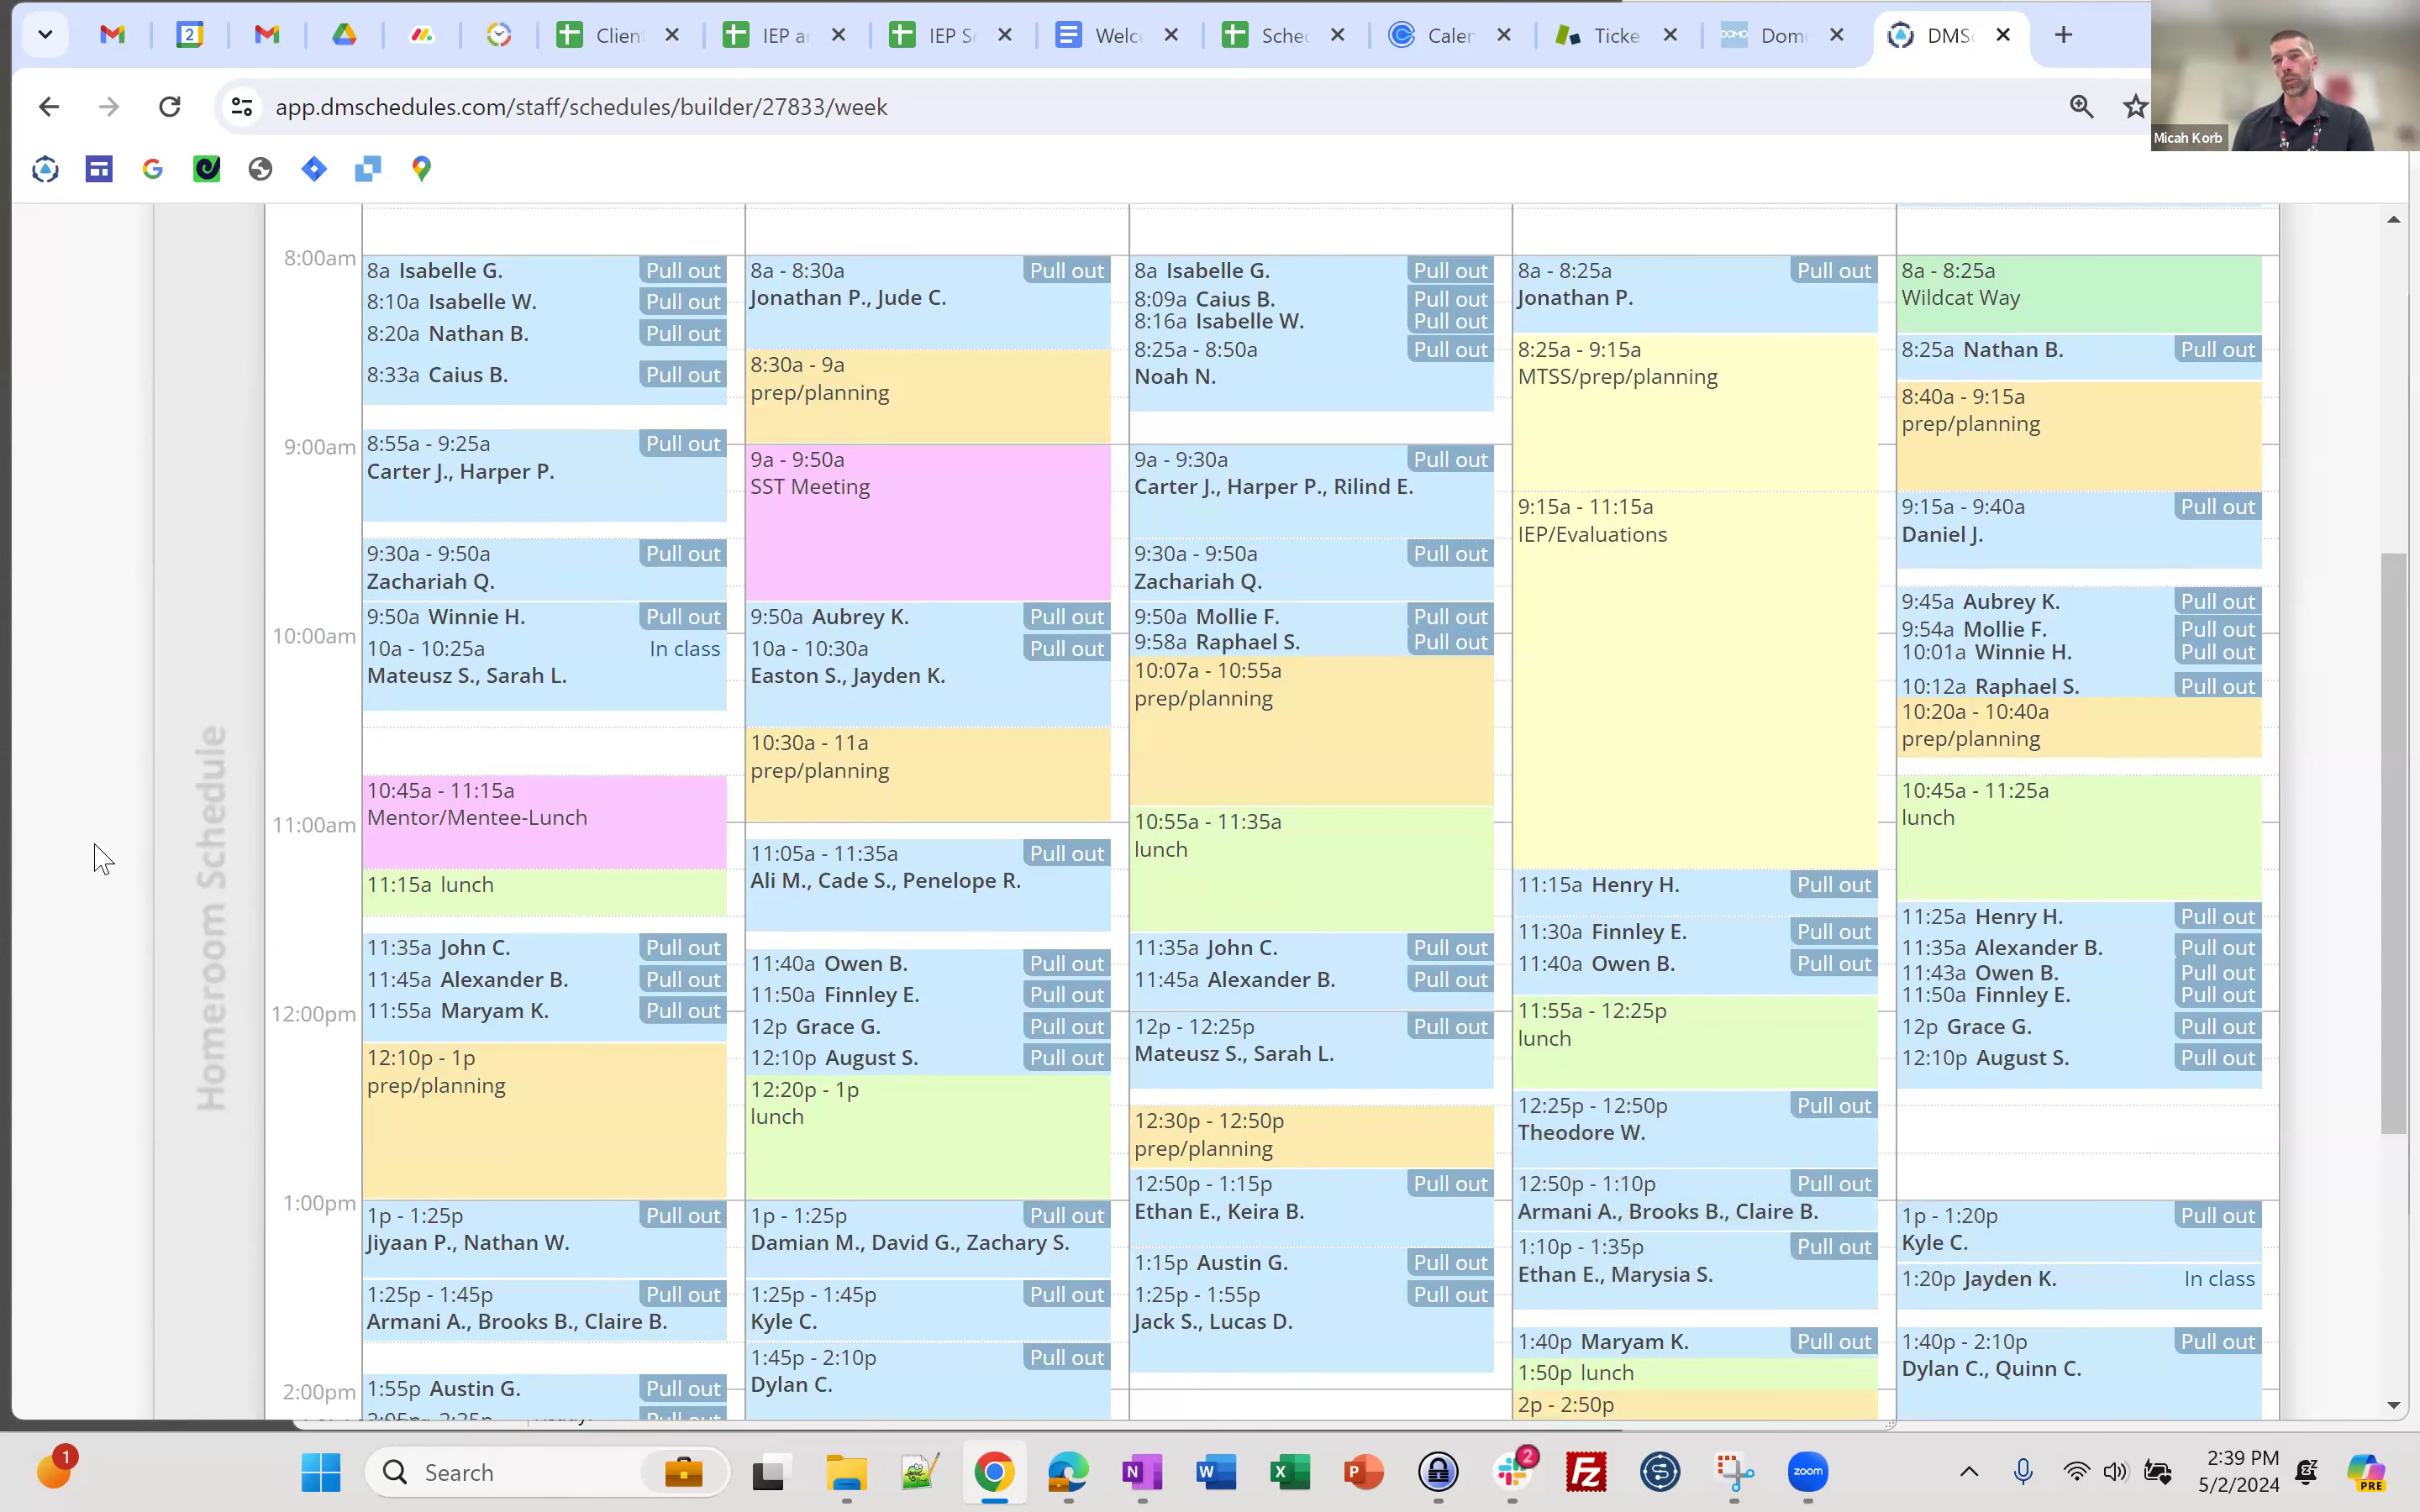 2
Clien
IEP a
IEP S
Welc
Sche
Caler
Ticke
DOMO
Dom
DMS
app.dmschedules.com/staff/schedules/builder/27833/week
Micah Korb
Homeroom Schedule
8:00am
9:00am
10:00am
11:00am
12:00pm
1:00pm
2:00pm
8a Isabelle G. Pull out
8:10a Isabelle W. Pull out
8:20a Nathan B. Pull out
8:33a Caius B. Pull out
8:55a - 9:25a Pull out
Carter J., Harper P.
9:30a - 9:50a Pull out
Zachariah Q.
9:50a Winnie H. Pull out
10a - 10:25a In class
Mateusz S., Sarah L.
10:45a - 11:15a
Mentor/Mentee-Lunch
11:15a lunch
11:35a John C. Pull out
11:45a Alexander B. Pull out
11:55a Maryam K. Pull out
12:10p - 1p
prep/planning
1p - 1:25p Pull out
Jiyaan P., Nathan W.
1:25p - 1:45p Pull out
Armani A., Brooks B., Claire B.
1:55p Austin G. Pull out
8a - 8:30a Pull out
Jonathan P., Jude C.
8:30a - 9a
prep/planning
9a - 9:50a
SST Meeting
9:50a Aubrey K. Pull out
10a - 10:30a Pull out
Easton S., Jayden K.
10:30a - 11a
prep/planning
11:05a - 11:35a Pull out
Ali M., Cade S., Penelope R.
11:40a Owen B. Pull out
11:50a Finnley E. Pull out
12p Grace G. Pull out
12:10p August S. Pull out
12:20p - 1p
lunch
1p - 1:25p Pull out
Damian M., David G., Zachary S.
1:25p - 1:45p Pull out
Kyle C.
1:45p - 2:10p Pull out
Dylan C.
8a Isabelle G. Pull out
8:09a Caius B. Pull out
8:16a Isabelle W. Pull out
8:25a - 8:50a Pull out
Noah N.
9a - 9:30a Pull out
Carter J., Harper P., Rilind E.
9:30a - 9:50a Pull out
Zachariah Q.
9:50a Mollie F. Pull out
9:58a Raphael S. Pull out
10:07a - 10:55a
prep/planning
10:55a - 11:35a
lunch
11:35a John C. Pull out
11:45a Alexander B. Pull out
12p - 12:25p Pull out
Mateusz S., Sarah L.
12:30p - 12:50p
prep/planning
12:50p - 1:15p Pull out
Ethan E., Keira B.
1:15p Austin G. Pull out
1:25p - 1:55p Pull out
Jack S., Lucas D.
8a - 8:25a Pull out
Jonathan P.
8:25a - 9:15a
MTSS/prep/planning
9:15a - 11:15a
IEP/Evaluations
11:15a Henry H. Pull out
11:30a Finnley E. Pull out
11:40a Owen B. Pull out
11:55a - 12:25p
lunch
12:25p - 12:50p Pull out
Theodore W.
12:50p - 1:10p Pull out
Armani A., Brooks B., Claire B.
1:10p - 1:35p Pull out
Ethan E., Marysia S.
1:40p Maryam K. Pull out
1:50p lunch
2p - 2:50p
8a - 8:25a
Wildcat Way
8:25a Nathan B. Pull out
8:40a - 9:15a
prep/planning
9:15a - 9:40a Pull out
Daniel J.
9:45a Aubrey K. Pull out
9:54a Mollie F. Pull out
10:01a Winnie H. Pull out
10:12a Raphael S. Pull out
10:20a - 10:40a
prep/planning
10:45a - 11:25a
lunch
11:25a Henry H. Pull out
11:35a Alexander B. Pull out
11:43a Owen B. Pull out
11:50a Finnley E. Pull out
12p Grace G. Pull out
12:10p August S. Pull out
1p - 1:20p Pull out
Kyle C.
1:20p Jayden K. In class
1:40p - 2:10p Pull out
Dylan C., Quinn C.
1
Search
2
zoom
2:39 PM
5/2/2024
PRE